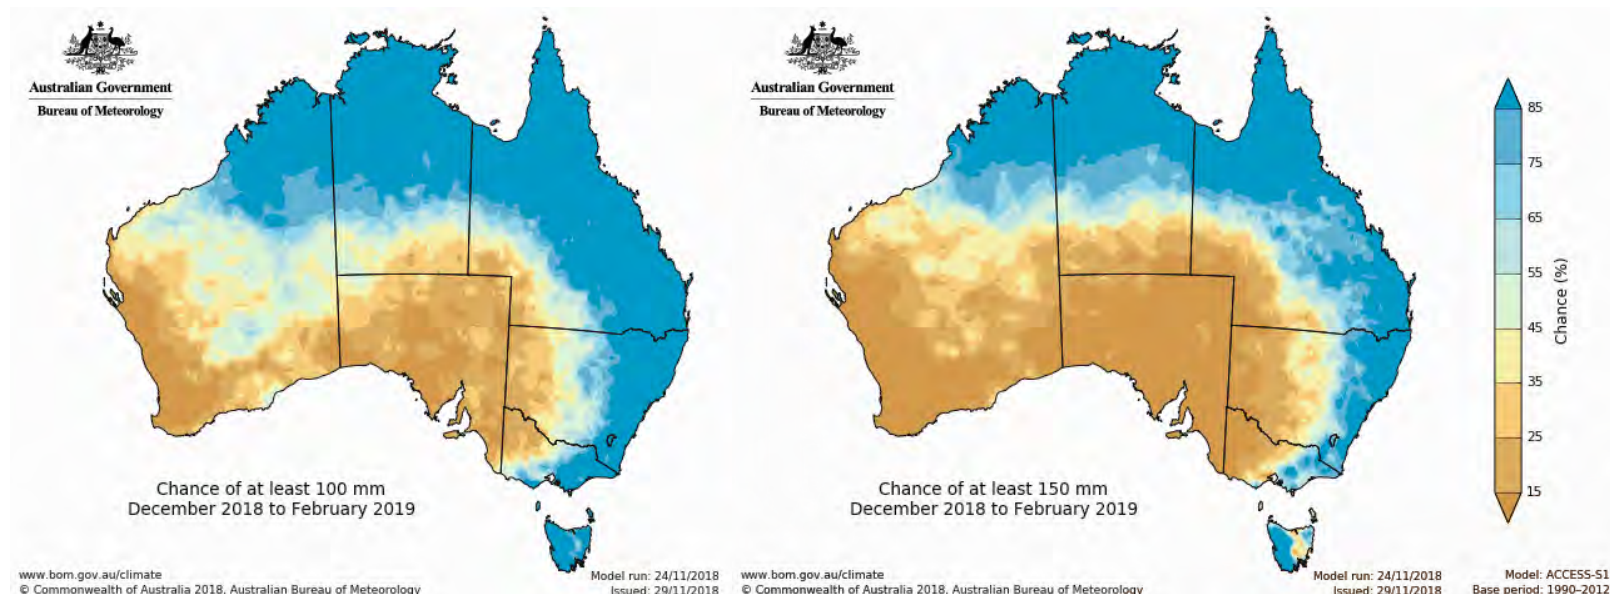 Australian Government
Bureau of Meteorology
Chance of at least 100 mm
December 2018 to February 2019
www.bom.gov.au/climate
© Commonwealth of Australia 2018, Australian Bureau of Meteorology
Model run: 24/11/2018
Issued: 29/11/2018
Australian Government
Bureau of Meteorology
Chance of at least 150 mm
December 2018 to February 2019
www.bom.gov.au/climate
© Commonwealth of Australia 2018, Australian Bureau of Meteorology
Model run: 24/11/2018
Issued: 29/11/2018
85
75
65
55
45
35
25
15
Chance (%)
Model: ACCESS-S1
Base period: 1990–2012